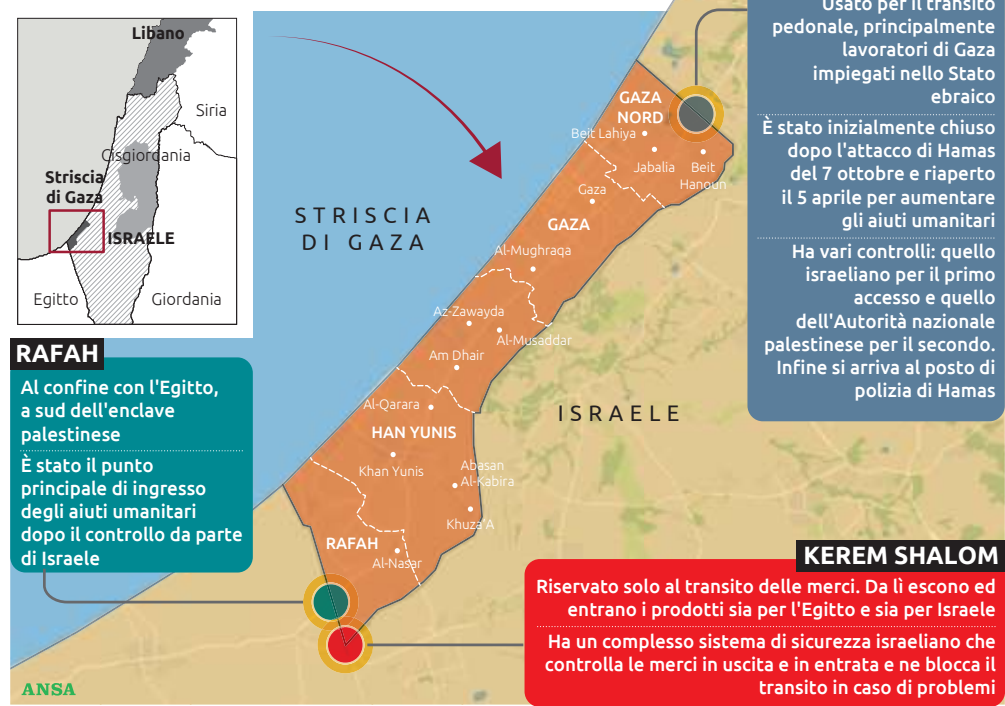 Libano
Siria
Cisgiordania
Striscia
di Gaza
ISRAELE
Egitto
Giordania
STRISCIA
DI GAZA
GAZA
NORD
Beit Lahiya
Jabalia
Beit
Hanoun
Gaza
GAZA
Al-Mughraqa
Az-Zawayda
Al-Musaddar
Am Dhair
Al-Qarara
HAN YUNIS
Khan Yunis
Abasan
Al-Kabira
Khuza A
RAFAH
Al-Nasar
ISRAELE
Usato per il transito
pedonale, principalmente
lavoratori di Gaza
impiegati nello Stato
ebraico
È stato inizialmente chiuso
dopo l'attacco di Hamas
del 7 ottobre e riaperto
il 5 aprile per aumentare
gli aiuti umanitari
Ha vari controlli: quello
israeliano per il primo
accesso e quello
dell'Autorità nazionale
palestinese per il secondo.
Infine si arriva al posto di
polizia di Hamas
RAFAH
Al confine con l'Egitto,
a sud dell'enclave
palestinese
È stato il punto
principale di ingresso
degli aiuti umanitari
dopo il controllo da parte
di Israele
KEREM SHALOM
Riservato solo al transito delle merci. Da lì escono ed
entrano i prodotti sia per l'Egitto e sia per Israele
Ha un complesso sistema di sicurezza israeliano che
controlla le merci in uscita e in entrata e ne blocca il
transito in caso di problemi
ANSA